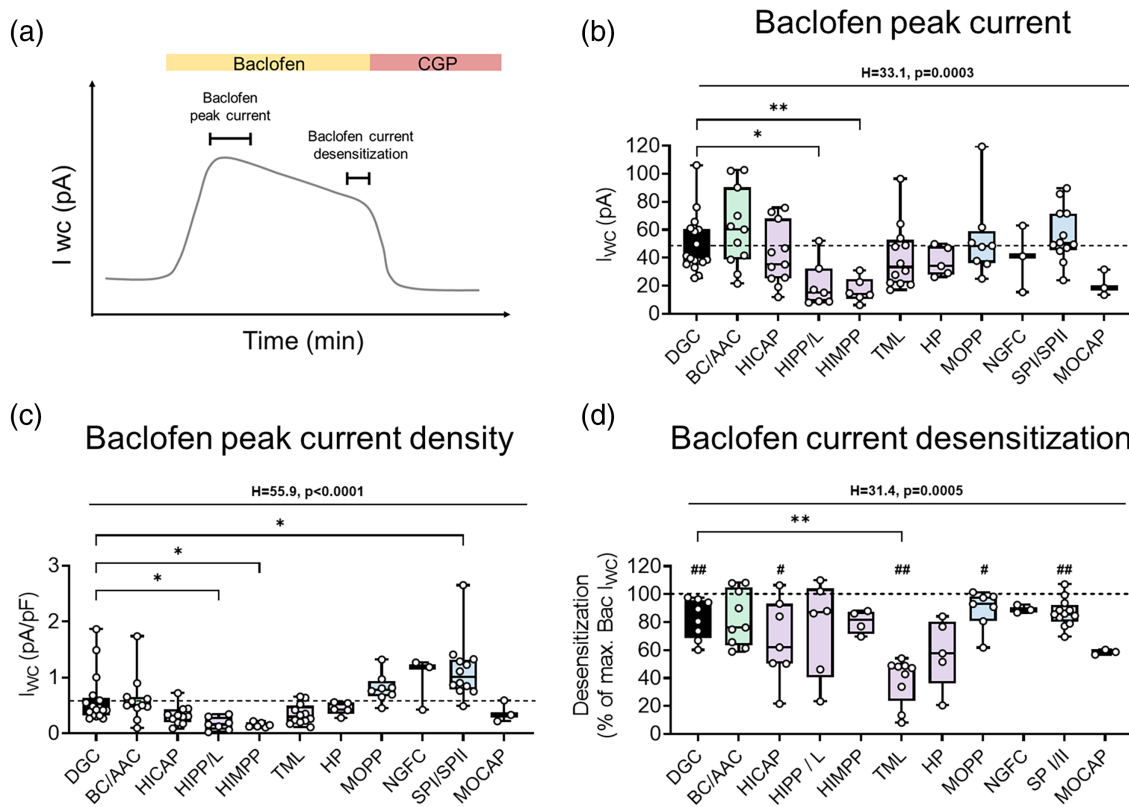 (a)
Baclofen
CGP
Baclofen
peak current
Baclofen current
desensitization
I wc (pA)
Time (min)
(b)
Baclofen peak current
H=33.1, p=0.0003
**
*
120
100
80
60
40
20
0
IWC (pA)
DGC
BC/AAC
HICAP
HIPP/L
HIMPP
TML
HP
MOPP
NGFC
SPI/SPII
MOCAP
(c)
Baclofen peak current density
H=55.9, p<0.0001
*
*
*
3
2
1
0
IWC (pA/pF)
DGC
BC/AAC
HICAP
HIPP/L
HIMPP
TML
HP
MOPP
NGFC
SPI/SPII
MOCAP
(d)
Baclofen current desensitization
H=31.4, p=0.0005
**
## # ## # ##
120
100
80
60
40
20
0
Desensitization
(% of max. Bac IWC)
DGC
BC/AAC
HICAP
HIPP / L
HIMPP
TML
HP
MOPP
NGFC
SP I/II
MOCAP